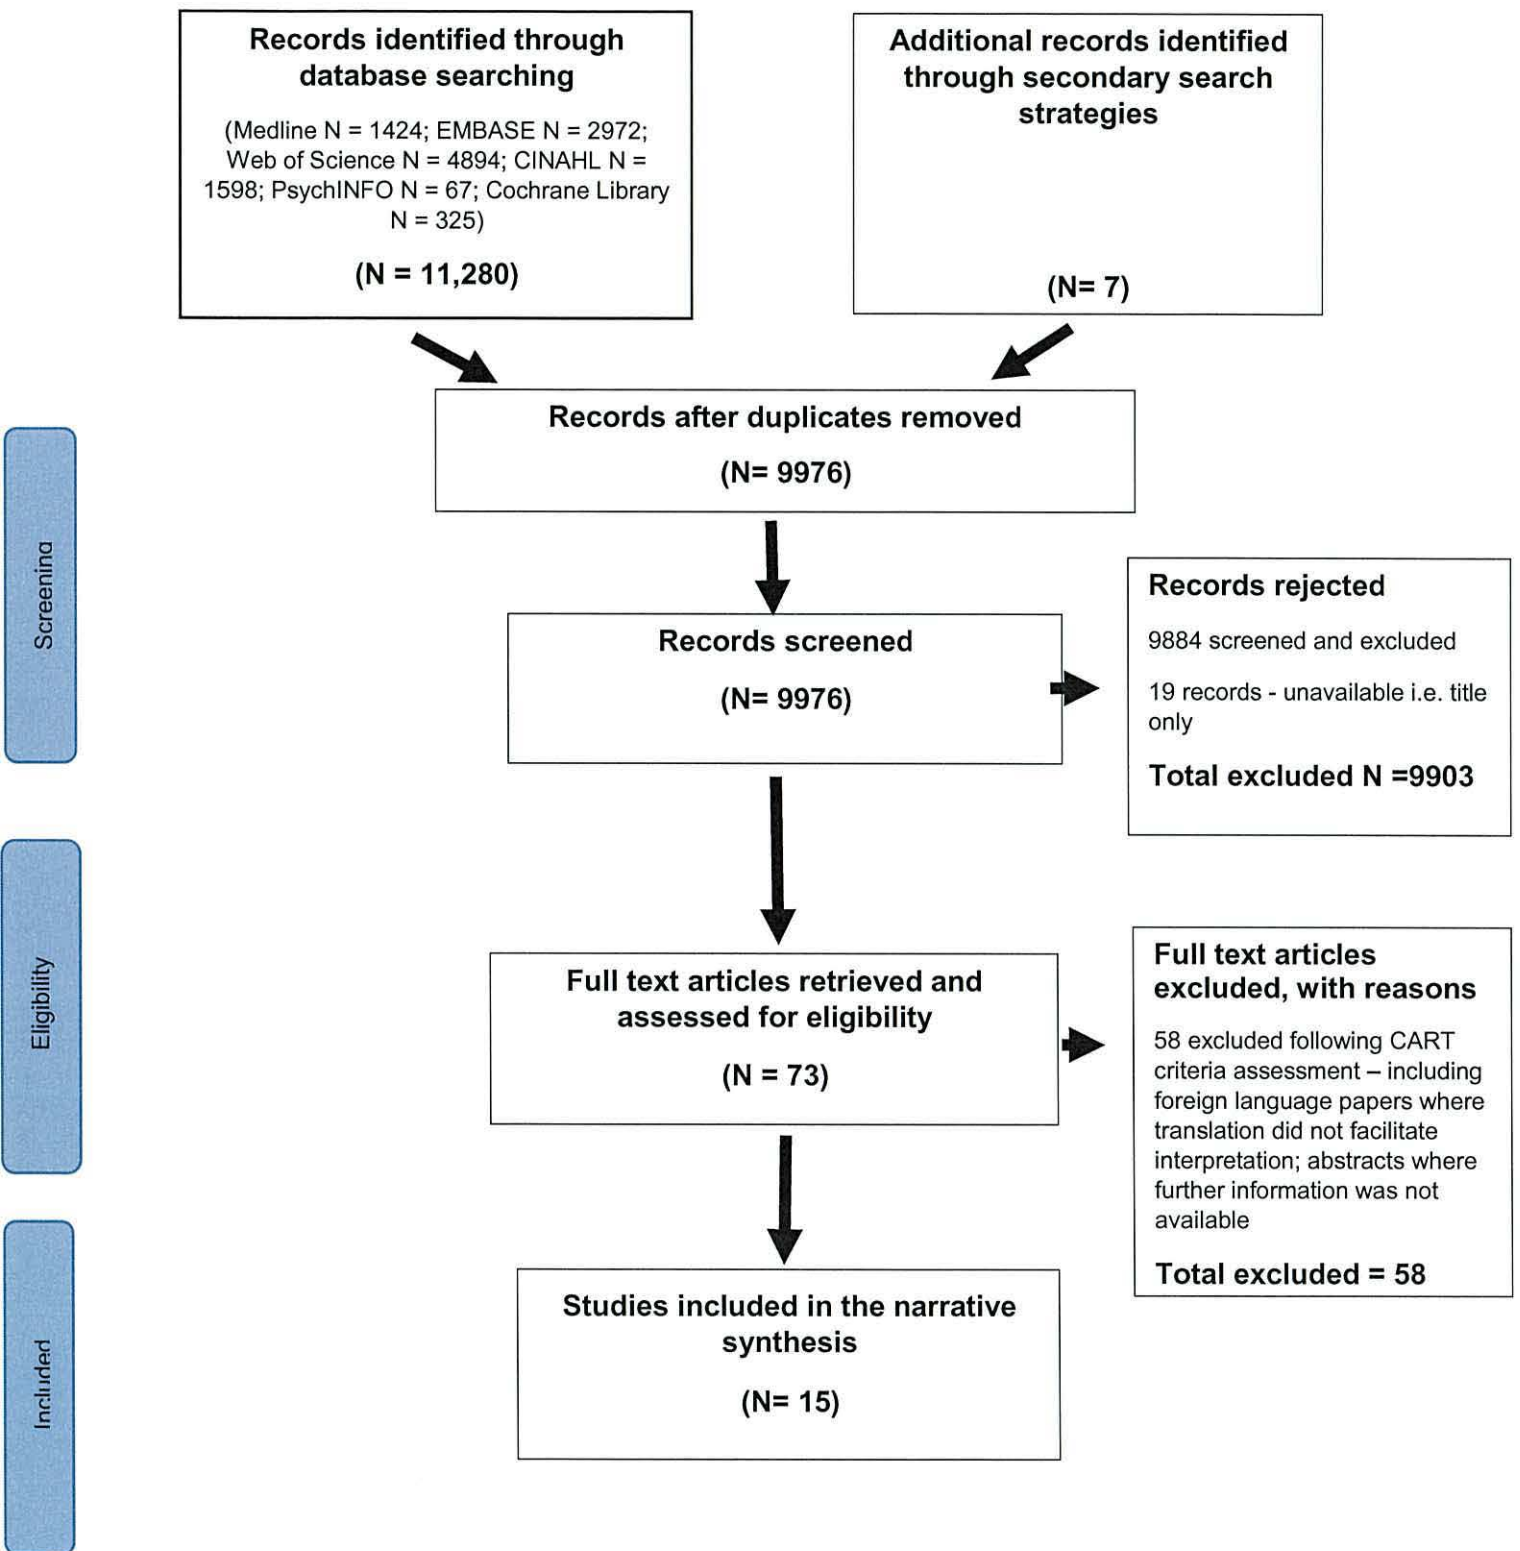 Records identified through
database searching
(Medline N = 1424; EMBASE N = 2972;
Web of Science N = 4894; CINAHL N =
1598; PsychINFO N = 67; Cochrane Library
N = 325)
(N = 11,280)
Additional records identified
through secondary search
strategies
(N= 7)
Records after duplicates removed
(N= 9976)
Screening
Records screened
(N= 9976)
Records rejected
9884 screened and excluded
19 records - unavailable i.e. title
only
Total excluded N =9903
Eligibility
Full text articles retrieved and
assessed for eligibility
(N = 73)
Full text articles
excluded, with reasons
58 excluded following CART
criteria assessment – including
foreign language papers where
translation did not facilitate
interpretation; abstracts where
further information was not
available
Total excluded = 58
Included
Studies included in the narrative
synthesis
(N= 15)